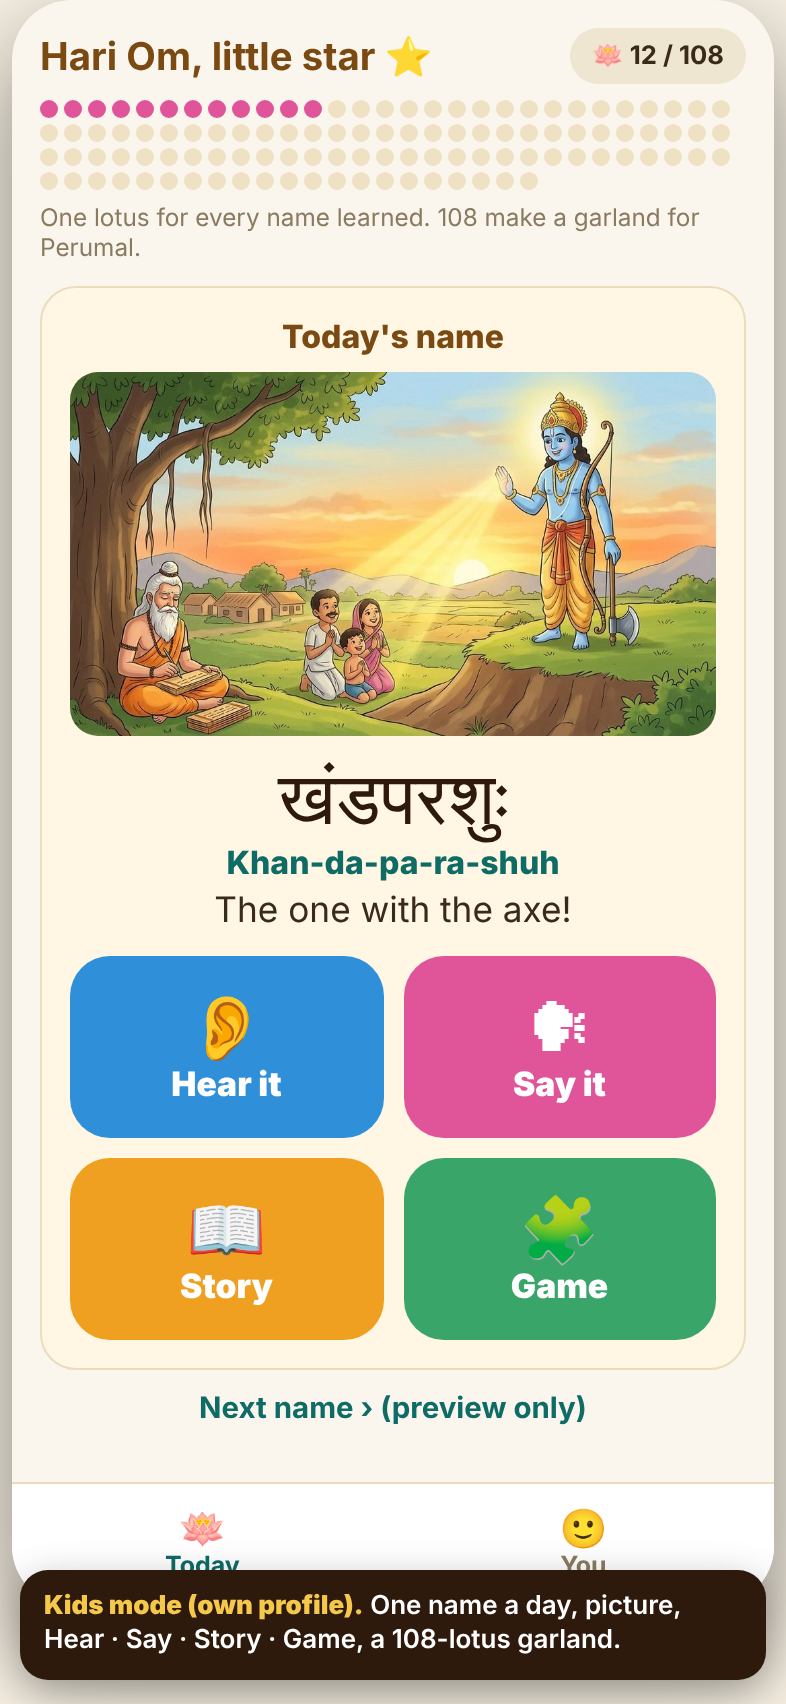 Hari Om, little star ⭐
🪷 12 / 108
One lotus for every name learned. 108 make a garland for
Perumal.
Today's name
खंडपरशुः
Khan-da-pa-ra-shuh
The one with the axe!
Hear it
Say it
Story
Game
Next name › (preview only)
Today
You
Kids mode (own profile). One name a day, picture,
Hear · Say · Story · Game, a 108-lotus garland.